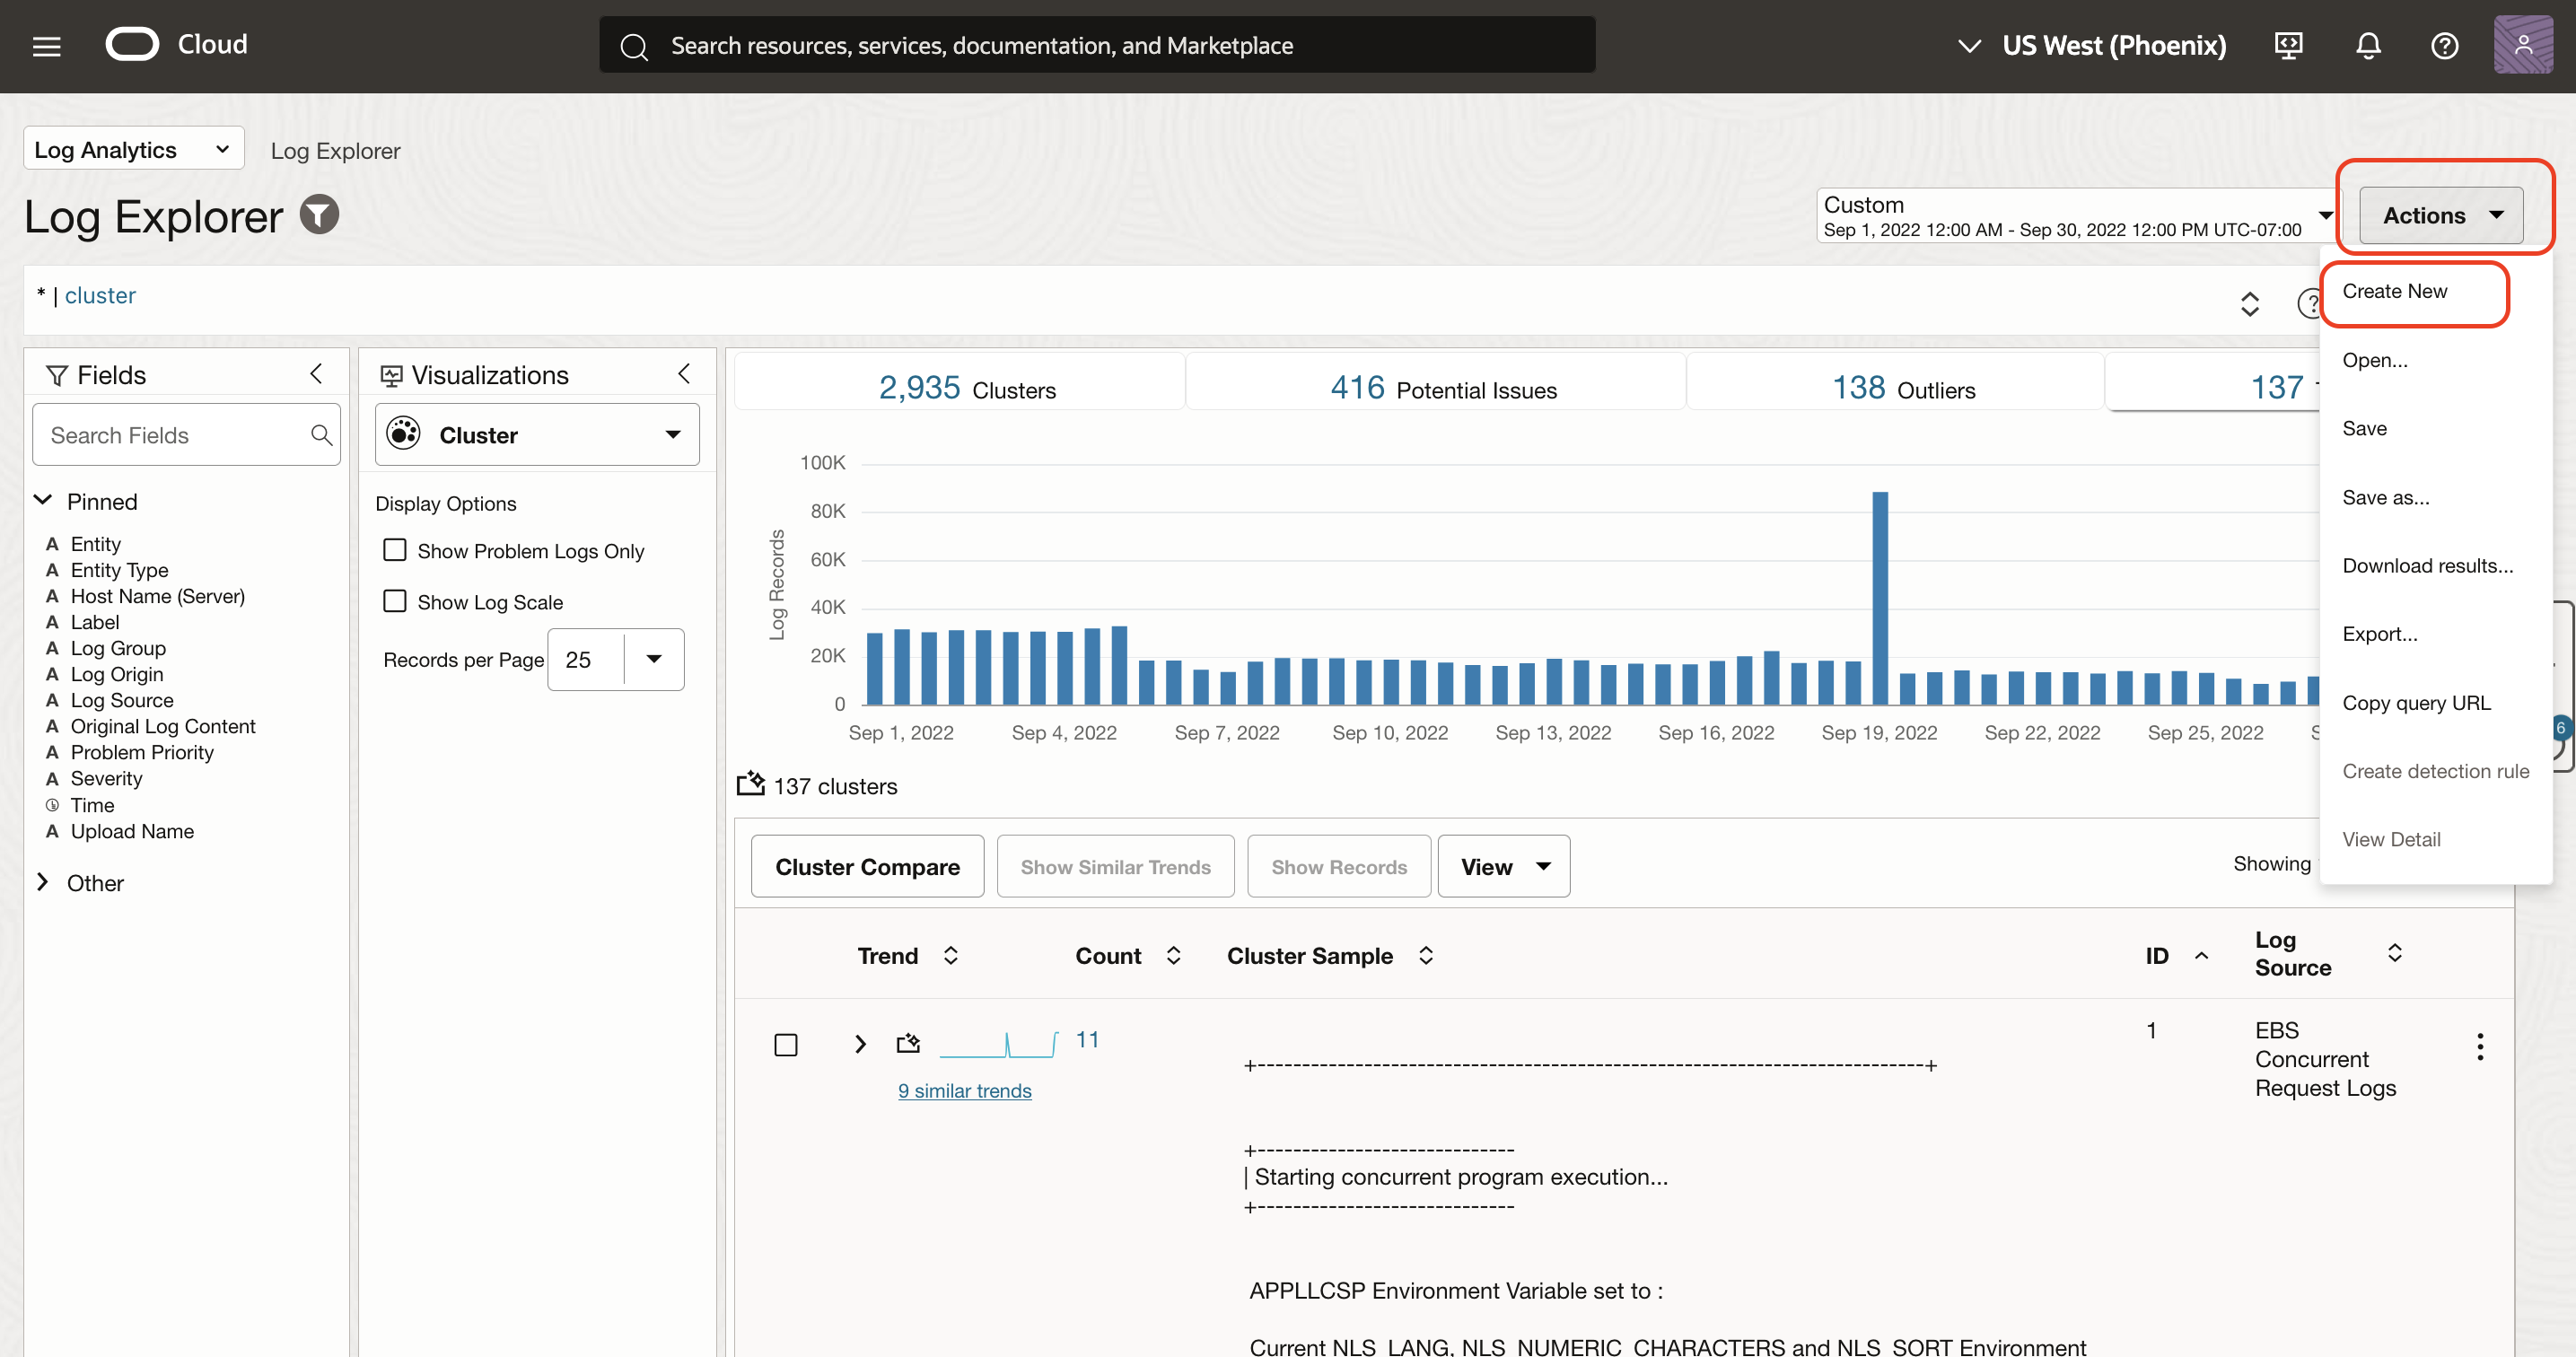 Cloud
Search resources, services, documentation, and Marketplace
US West (Phoenix)
Log Analytics
Log Explorer
Log Explorer
Custom
Sep 1, 2022 12:00 AM - Sep 30, 2022 12:00 PM UTC-07:00
Actions
* | cluster
Create New
Open...
Save
Save as...
Download results...
Export...
Copy query URL
Create detection rule
View Detail
Fields
Search Fields
Pinned
A Entity
A Entity Type
A Host Name (Server)
A Label
A Log Group
A Log Origin
A Log Source
A Original Log Content
A Problem Priority
A Severity
Time
A Upload Name
Other
Visualizations
Cluster
Display Options
Show Problem Logs Only
Show Log Scale
Records per Page 25
2,935 Clusters
416 Potential Issues
138 Outliers
137
Log Records
100K
80K
60K
40K
20K
0
Sep 1, 2022
Sep 4, 2022
Sep 7, 2022
Sep 10, 2022
Sep 13, 2022
Sep 16, 2022
Sep 19, 2022
Sep 22, 2022
Sep 25, 2022
6
137 clusters
Cluster Compare
Show Similar Trends
Show Records
View
Showing
Trend
Count
Cluster Sample
ID
Log Source
11
9 similar trends
+---------------------------------------------------------------------------+
+-----------------------------
| Starting concurrent program execution...
+-----------------------------
APPLLCSP Environment Variable set to :
Current NLS_LANG, NLS_NUMERIC_CHARACTERS and NLS_SORT Environment
1
EBS
Concurrent
Request Logs